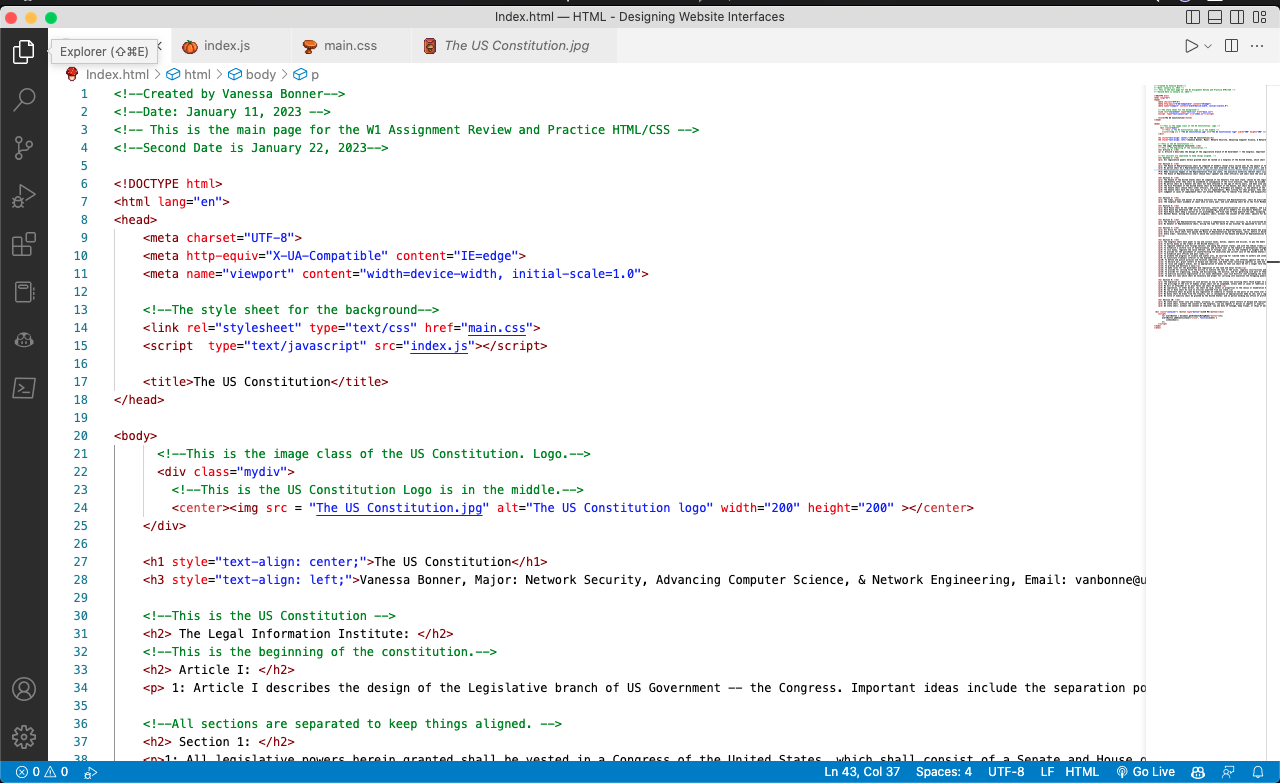 Index.html — HTML - Designing Website Interfaces
Explorer (⇧⌘E)
index.js
main.css
The US Constitution.jpg
Index.html > html > body > p
1 <!--Created by Vanessa Bonner-->
2 <!--Date: January 11, 2023 -->
3 <!-- This is the main page for the W1 Assignment Review and Practice HTML/CSS -->
4 <!--Second Date is January 22, 2023-->
5
6 <!DOCTYPE html>
7 <html lang="en">
8 <head>
9 <meta charset="UTF-8">
10 <meta http-equiv="X-UA-Compatible" content="IE=edge">
11 <meta name="viewport" content="width=device-width, initial-scale=1.0">
12
13 <!--The style sheet for the background-->
14 <link rel="stylesheet" type="text/css" href="main.css">
15 <script  type="text/javascript" src="index.js"></script>
16
17 <title>The US Constitution</title>
18 </head>
19
20 <body>
21 <!--This is the image class of the US Constitution. Logo.-->
22 <div class="mydiv">
23 <!--This is the US Constitution Logo is in the middle.-->
24 <center><img src = "The US Constitution.jpg" alt="The US Constitution logo" width="200" height="200" ></center>
25 </div>
26
27 <h1 style="text-align: center;">The US Constitution</h1>
28 <h3 style="text-align: left;">Vanessa Bonner, Major: Network Security, Advancing Computer Science, & Network Engineering, Email: vanbonne@u
29
30 <!--This is the US Constitution -->
31 <h2> The Legal Information Institute: </h2>
32 <!--This is the beginning of the constitution.-->
33 <h2> Article I: </h2>
34 <p> 1: Article I describes the design of the Legislative branch of US Government -- the Congress. Important ideas include the separation po
35
36 <!--All sections are separated to keep things aligned. -->
37 <h2> Section 1: </h2>
38 <p>1: All legislative powers herein granted shall be vested in a Congress of the United States, which shall consist of a Senate and House
0 0
Ln 43, Col 37 Spaces: 4 UTF-8 LF HTML Go Live